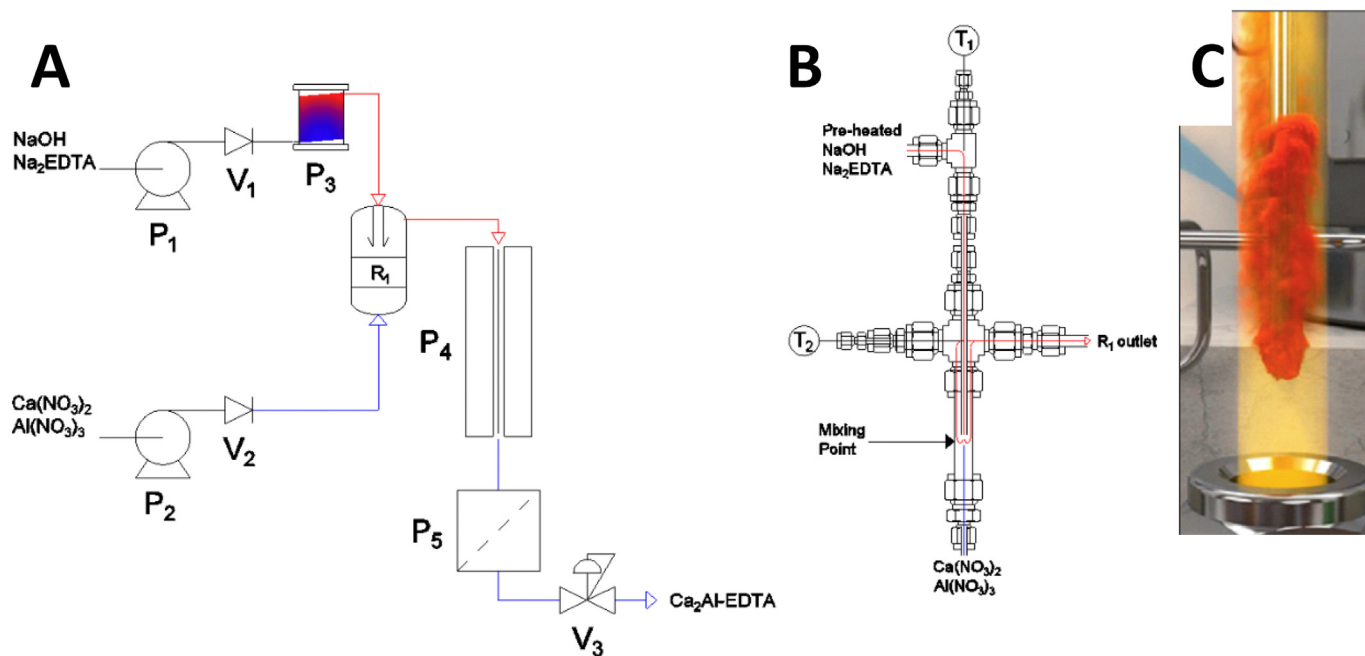 A
NaOH
Na₂EDTA
P₁
V₁
P₃
R₁
Ca(NO₃)₂
Al(NO₃)₃
P₂
V₂
P₄
P₅
V₃
Ca₂Al-EDTA
B
T₁
Pre-heated
NaOH
Na₂EDTA
T₂
R₁ outlet
Mixing
Point
Ca(NO₃)₂
Al(NO₃)₃
C